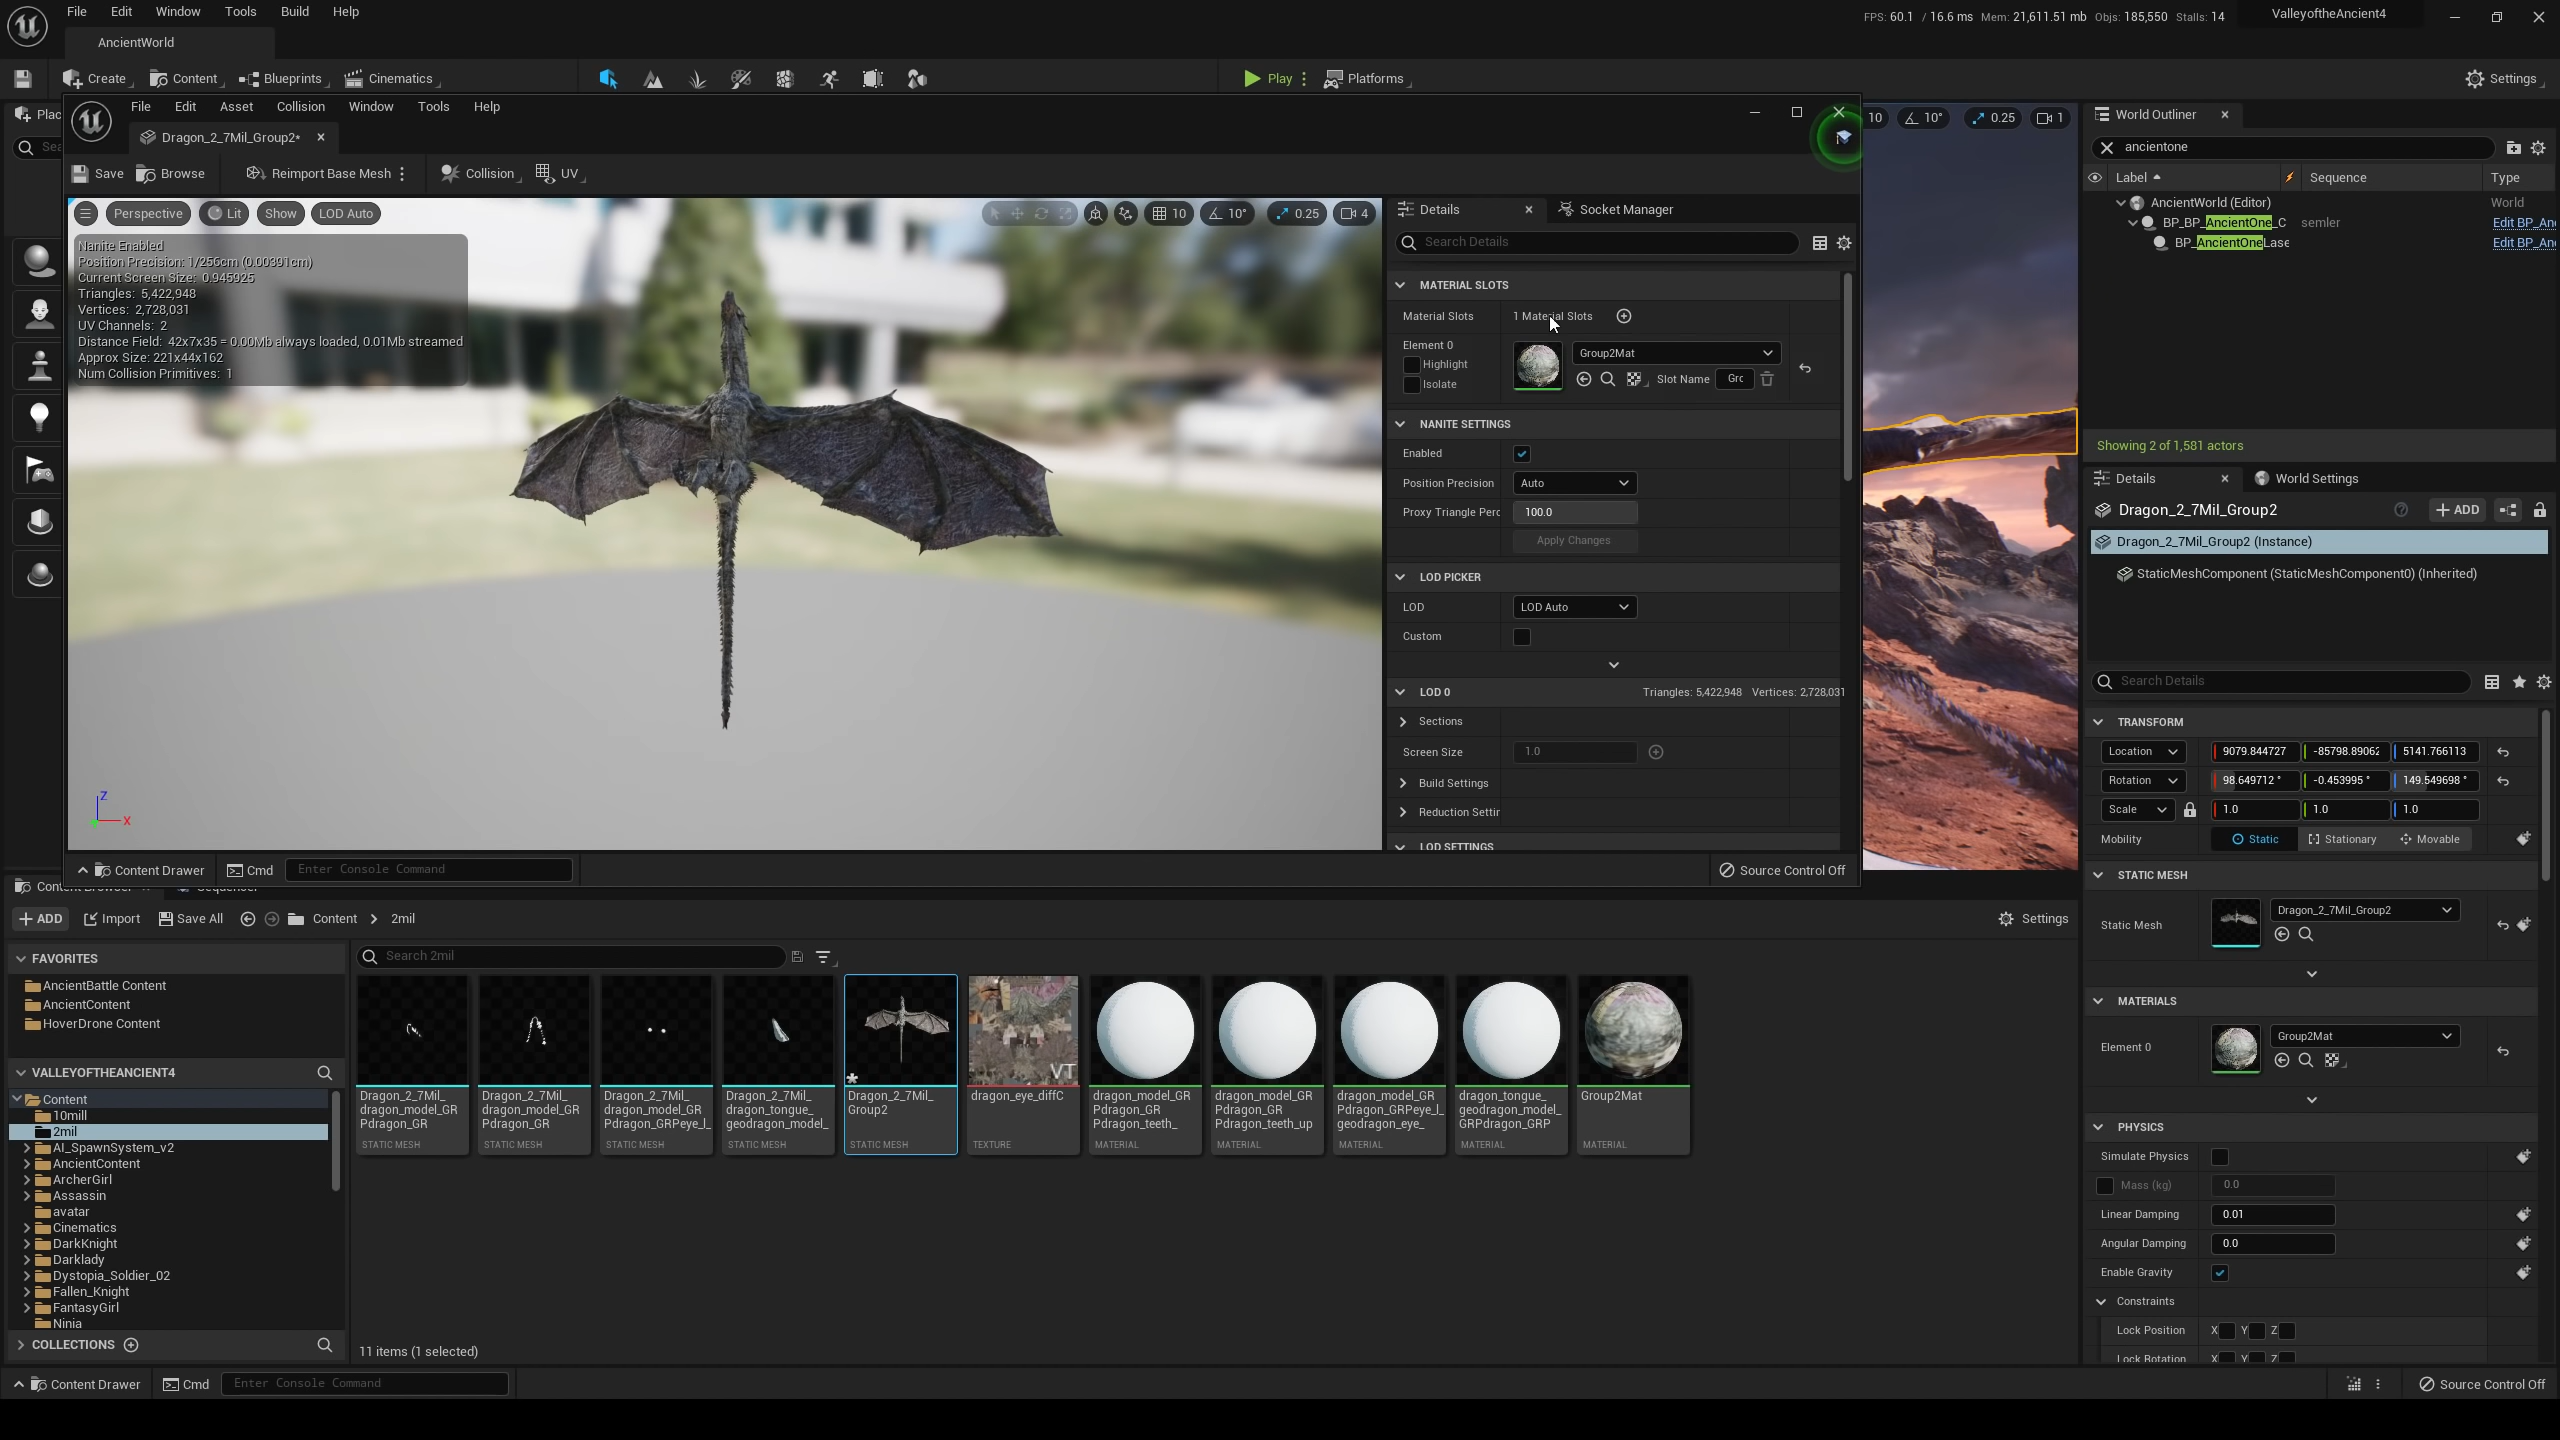 File Edit Window Tools Build Help
FPS: 60.1 / 16.6 ms Mem: 21,611.51 mb Objs: 185,550 Stalls: 14
ValleyoftheAncient4
AncientWorld
Create Content Blueprints Cinematics Play Platforms Settings
Plac
Sea
File Edit Asset Collision Window Tools Help
Dragon_2_7Mil_Group2*
Save Browse Reimport Base Mesh Collision UV
Perspective Lit Show LOD Auto
10 10° 0.25 4
Nanite Enabled
Position Precision: 1/256cm (0.00391cm)
Current Screen Size: 0.945925
Triangles: 5,422,948
Vertices: 2,728,031
UV Channels: 2
Distance Field: 42x7x35 = 0.00Mb always loaded, 0.01Mb streamed
Approx Size: 221x44x162
Num Collision Primitives: 1
Z
X
Details Socket Manager
Search Details
MATERIAL SLOTS
Material Slots 1 Material Slots
Element 0
Highlight
Isolate
Group2Mat
Slot Name Grc
NANITE SETTINGS
Enabled
Position Precision Auto
Proxy Triangle Perc 100.0
Apply Changes
LOD PICKER
LOD LOD Auto
Custom
LOD 0 Triangles: 5,422,948 Vertices: 2,728,031
Sections
Screen Size 1.0
Build Settings
Reduction Settir
LOD SETTINGS
Content Drawer Cmd Enter Console Command Source Control Off
10 10° 0.25 1
World Outliner
ancientone
Label Sequence Type
AncientWorld (Editor) World
BP_BP_AncientOne_C semler Edit BP_An
BP_AncientOneLase Edit BP_An
Showing 2 of 1,581 actors
Details World Settings
Dragon_2_7Mil_Group2 ADD
Dragon_2_7Mil_Group2 (Instance)
StaticMeshComponent (StaticMeshComponent0) (Inherited)
Search Details
TRANSFORM
Location 9079.844727 -85798.89062 5141.766113
Rotation 98.649712 ° -0.453995 ° 149.549698 °
Scale 1.0 1.0 1.0
Mobility Static Stationary Movable
STATIC MESH
Static Mesh Dragon_2_7Mil_Group2
MATERIALS
Element 0 Group2Mat
PHYSICS
Simulate Physics
Mass (kg) 0.0
Linear Damping 0.01
Angular Damping 0.0
Enable Gravity
Constraints
Lock Position X Y Z
Lock Rotation X Y Z
Content Browser Sequencer
ADD Import Save All Content 2mil Settings
FAVORITES
AncientBattle Content
AncientContent
HoverDrone Content
VALLEYOFTHEANCIENT4
Content
10mill
2mil
AI_SpawnSystem_v2
AncientContent
ArcherGirl
Assassin
avatar
Cinematics
DarkKnight
Darklady
Dystopia_Soldier_02
Fallen_Knight
FantasyGirl
Ninja
COLLECTIONS
Search 2mil
Dragon_2_7Mil_
dragon_model_GR
Pdragon_GR
STATIC MESH
Dragon_2_7Mil_
dragon_model_GR
Pdragon_GR
STATIC MESH
Dragon_2_7Mil_
dragon_model_GR
Pdragon_GRPeye_l_
STATIC MESH
Dragon_2_7Mil_
dragon_tongue_
geodragon_model_
STATIC MESH
Dragon_2_7Mil_
Group2
STATIC MESH
VT
dragon_eye_diffC
TEXTURE
dragon_model_GR
Pdragon_GR
Pdragon_teeth_
MATERIAL
dragon_model_GR
Pdragon_GR
Pdragon_teeth_up
MATERIAL
dragon_model_GR
Pdragon_GRPeye_l_
geodragon_eye_
MATERIAL
dragon_tongue_
geodragon_model_
GRPdragon_GRP
MATERIAL
Group2Mat
MATERIAL
11 items (1 selected)
Content Drawer Cmd Enter Console Command Source Control Off